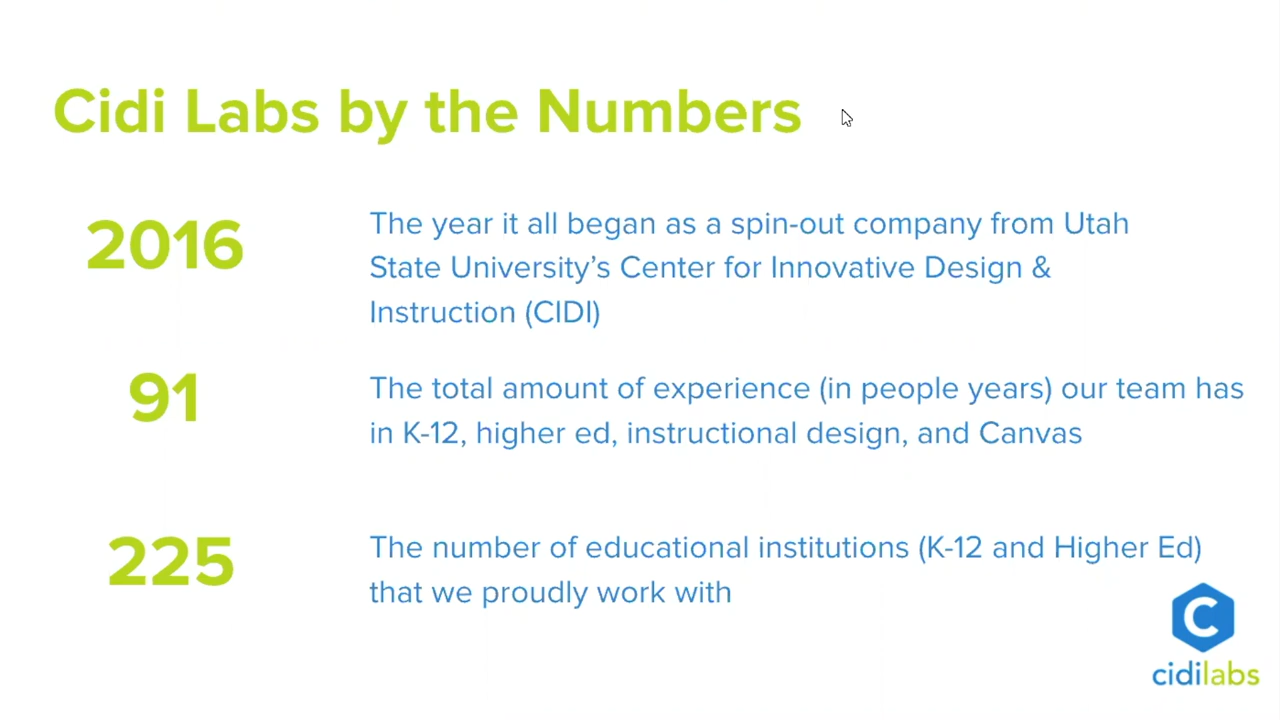 Cidi Labs by the Numbers
2016
The year it all began as a spin-out company from Utah
State University’s Center for Innovative Design &
Instruction (CIDI)
91
The total amount of experience (in people years) our team has
in K-12, higher ed, instructional design, and Canvas
225
The number of educational institutions (K-12 and Higher Ed)
that we proudly work with
C
cidilabs